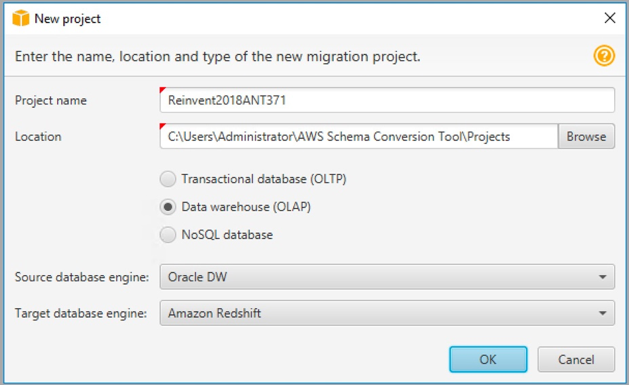 New project
Enter the name, location and type of the new migration project.
?
Project name
Reinvent2018ANT371
Location
C:\Users\Administrator\AWS Schema Conversion Tool\Projects
Browse
Transactional database (OLTP)
Data warehouse (OLAP)
NoSQL database
Source database engine:
Oracle DW
Target database engine:
Amazon Redshift
OK
Cancel